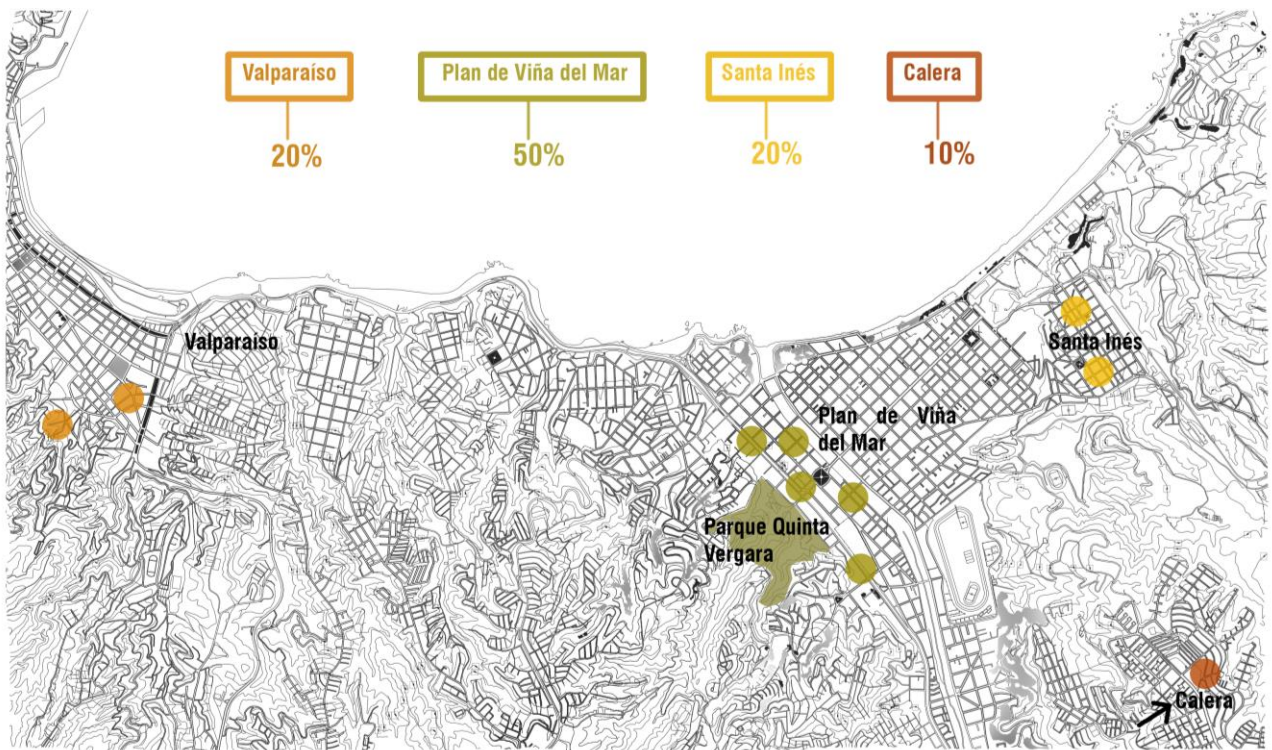 Valparaíso
Plan de Viña del Mar
Santa Inés
Calera
20%
50%
20%
10%
Valparaíso
Santa Inés
Plan de Viña
del Mar
Parque Quinta
Vergara
Calera